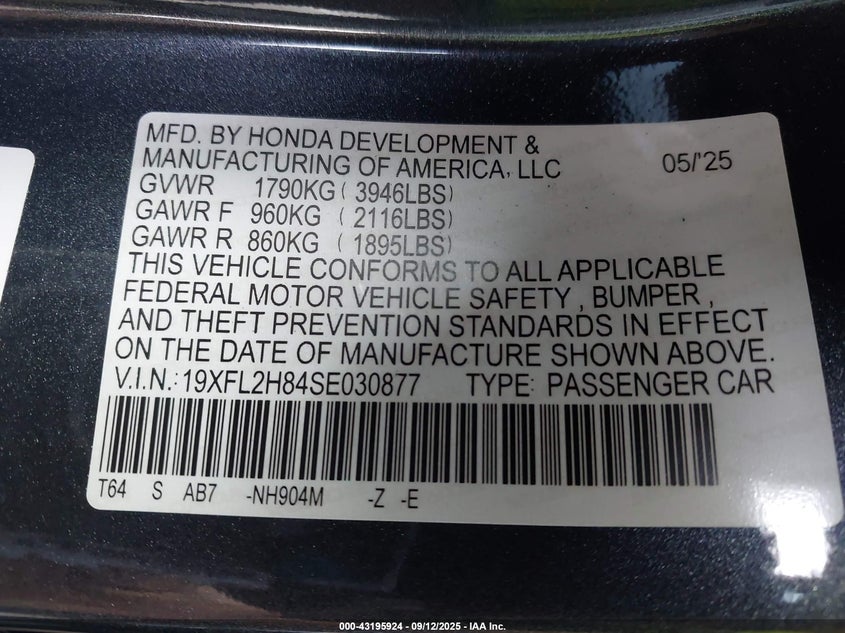 MFD. BY HONDA DEVELOPMENT &
MANUFACTURING OF AMERICA, LLC 05/'25
GVWR 1790KG ( 3946LBS)
GAWR F 960KG ( 2116LBS)
GAWR R 860KG ( 1895LBS)
THIS VEHICLE CONFORMS TO ALL APPLICABLE
FEDERAL MOTOR VEHICLE SAFETY , BUMPER ,
AND THEFT PREVENTION STANDARDS IN EFFECT
ON THE DATE OF MANUFACTURE SHOWN ABOVE.
V.I.N.: 19XFL2H84SE030877 TYPE: PASSENGER CAR
T64 S AB7 -NH904M -Z -E
000-43195924 - 09/12/2025 - IAA Inc.